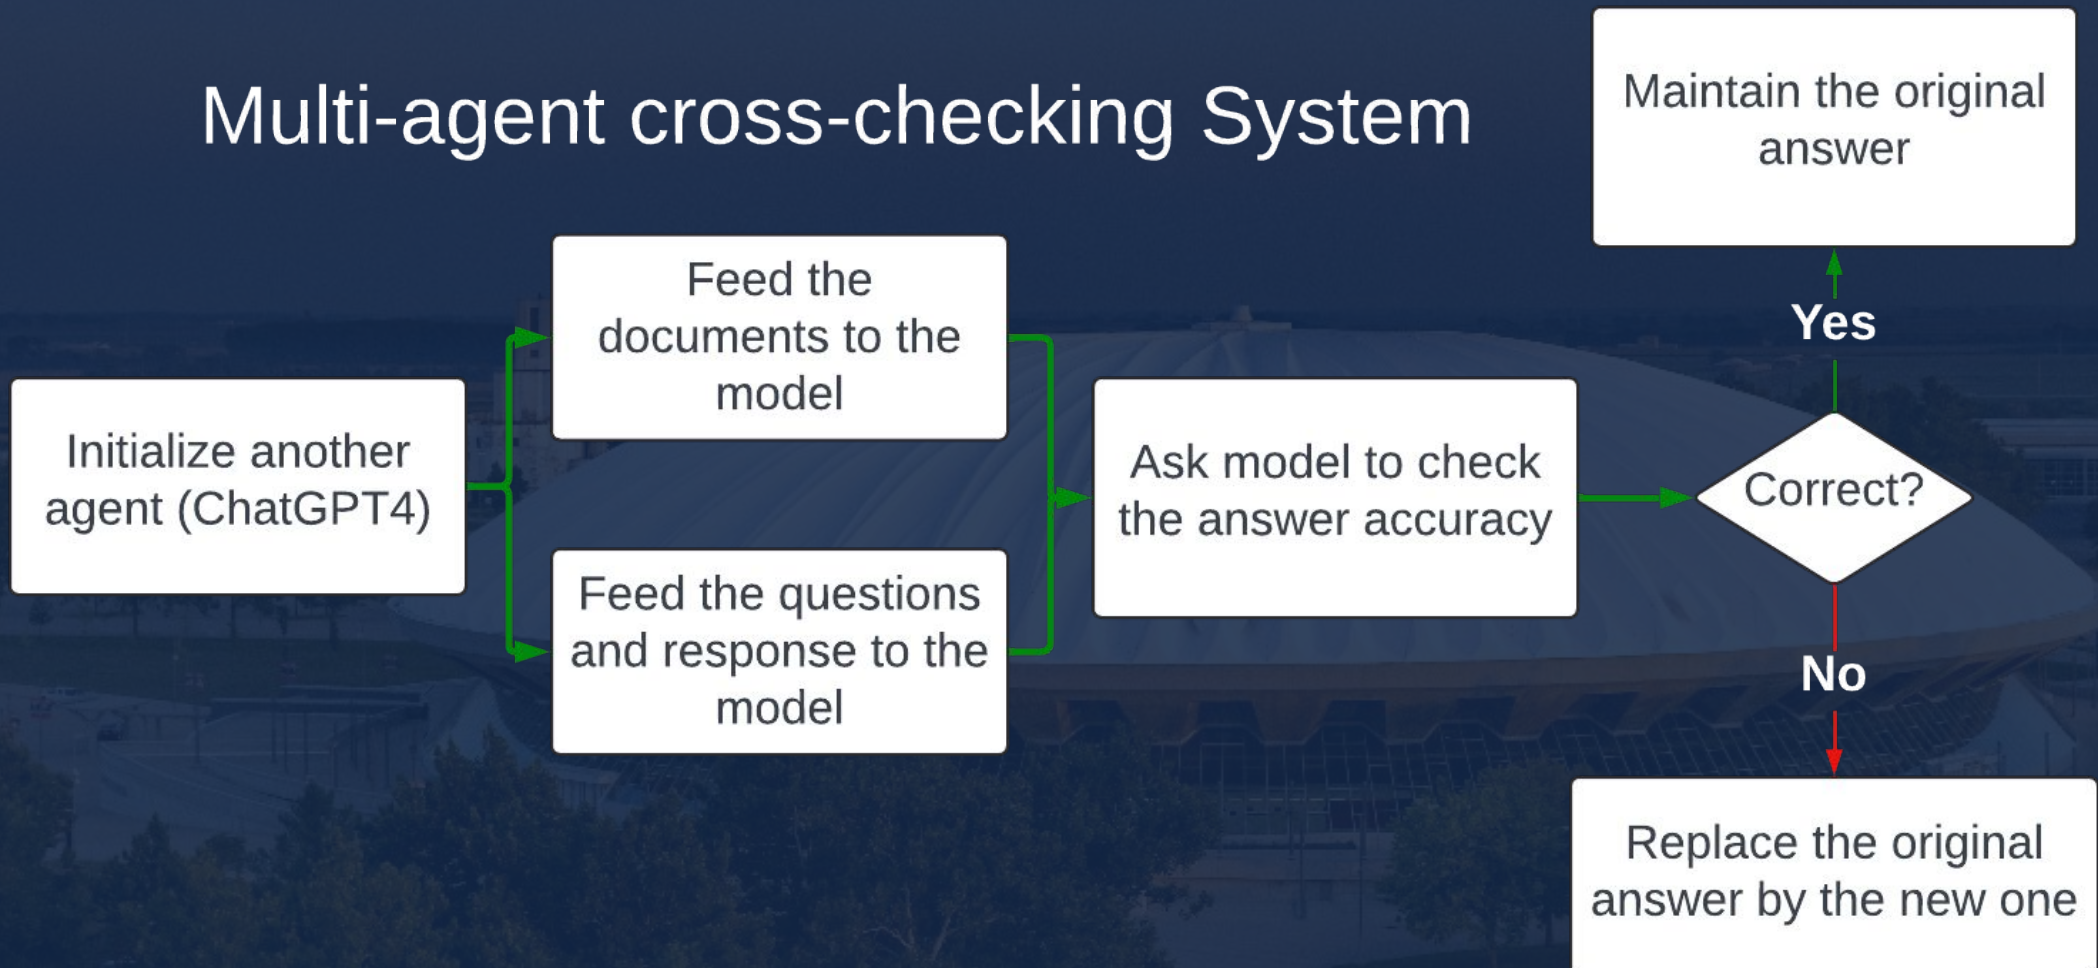 Multi-agent cross-checking System
Initialize another
agent (ChatGPT4)
Feed the
documents to the
model
Feed the questions
and response to the
model
Ask model to check
the answer accuracy
Correct?
Yes
Maintain the original
answer
No
Replace the original
answer by the new one